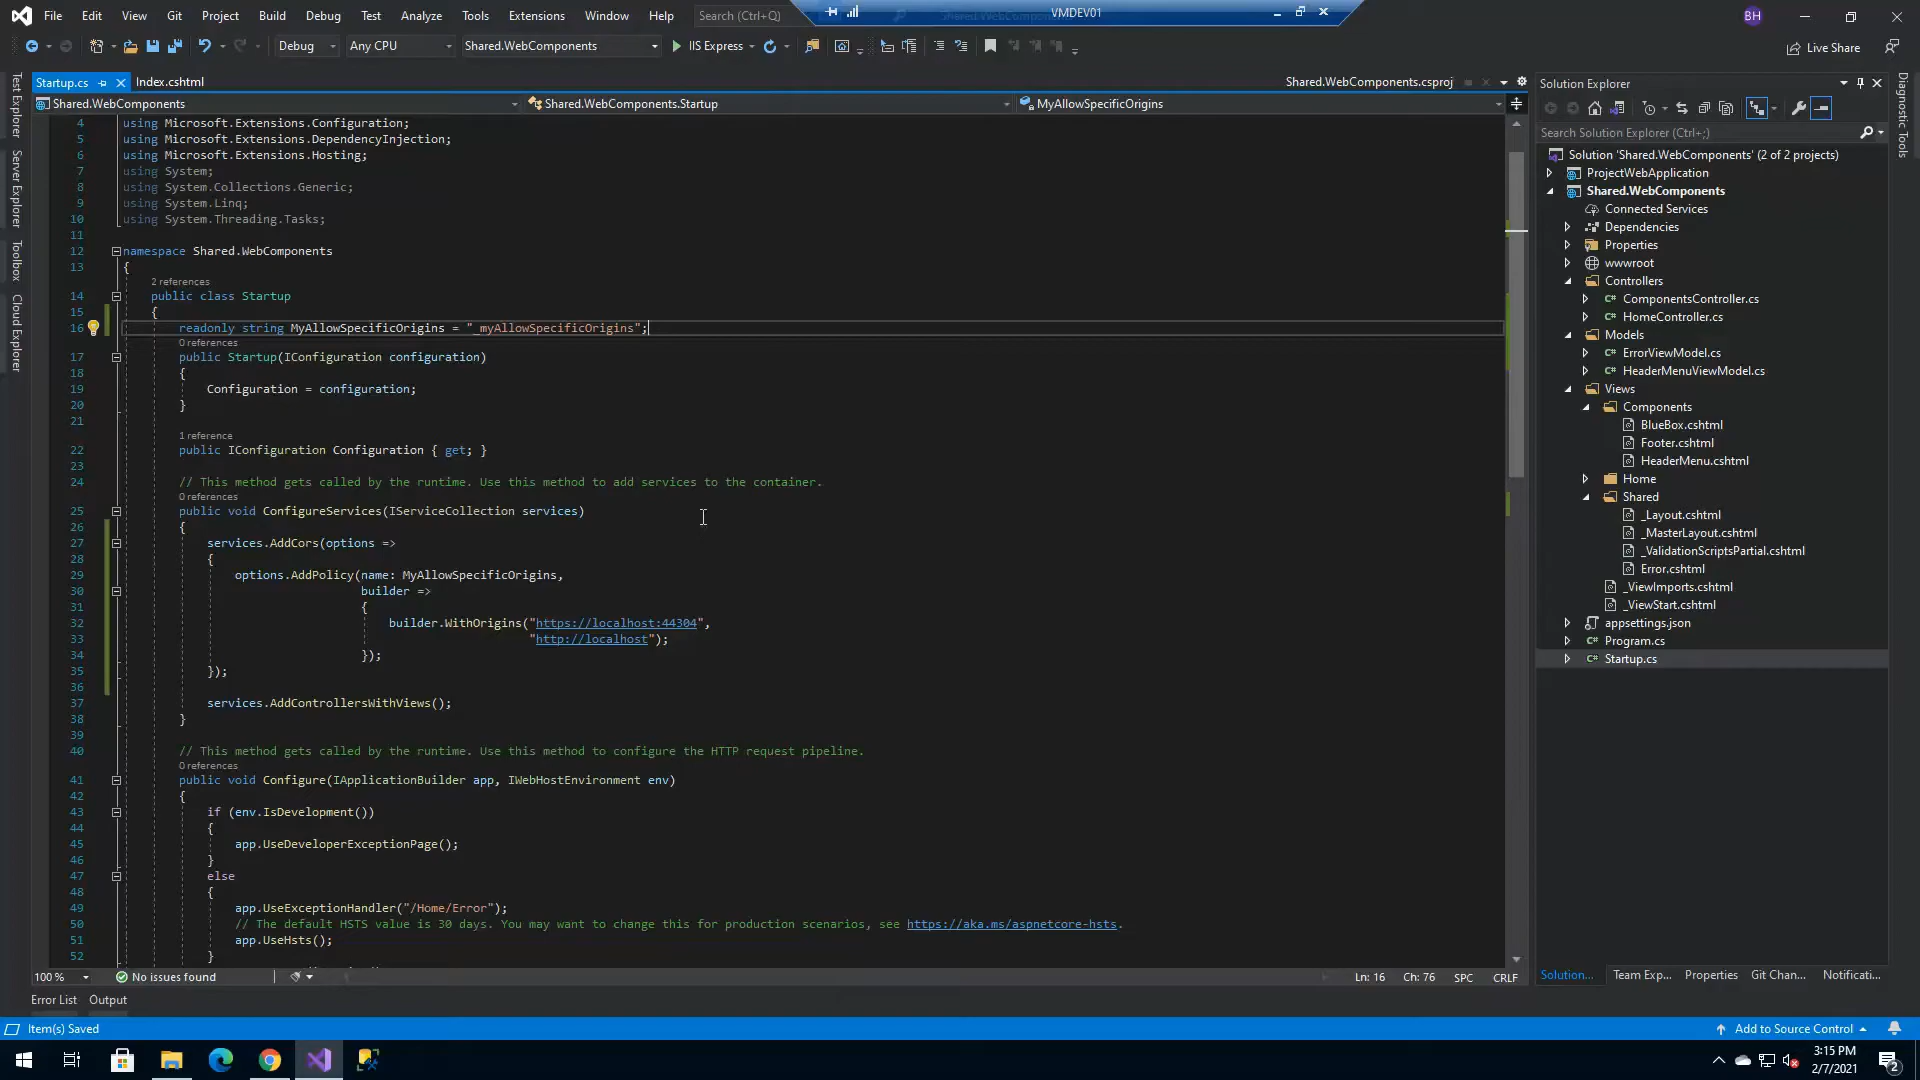 File Edit View Git Project Build Debug Test Analyze Tools Extensions Window Help Search (Ctrl+Q) VMDEV01 BH
Debug Any CPU Shared.WebComponents IIS Express Live Share
Startup.cs Index.cshtml Shared.WebComponents.csproj
Shared.WebComponents Shared.WebComponents.Startup MyAllowSpecificOrigins
Test Explorer
Server Explorer
Toolbox
Cloud Explorer
4 using Microsoft.Extensions.Configuration;
5 using Microsoft.Extensions.DependencyInjection;
6 using Microsoft.Extensions.Hosting;
7 using System;
8 using System.Collections.Generic;
9 using System.Linq;
10 using System.Threading.Tasks;
11
12 namespace Shared.WebComponents
13 {
2 references
14 public class Startup
15 {
16 readonly string MyAllowSpecificOrigins = "_myAllowSpecificOrigins";
0 references
17 public Startup(IConfiguration configuration)
18 {
19 Configuration = configuration;
20 }
21
1 reference
22 public IConfiguration Configuration { get; }
23
24 // This method gets called by the runtime. Use this method to add services to the container.
0 references
25 public void ConfigureServices(IServiceCollection services)
26 {
27 services.AddCors(options =>
28 {
29 options.AddPolicy(name: MyAllowSpecificOrigins,
30 builder =>
31 {
32 builder.WithOrigins("https://localhost:44304",
33 "http://localhost");
34 });
35 });
36
37 services.AddControllersWithViews();
38 }
39
40 // This method gets called by the runtime. Use this method to configure the HTTP request pipeline.
0 references
41 public void Configure(IApplicationBuilder app, IWebHostEnvironment env)
42 {
43 if (env.IsDevelopment())
44 {
45 app.UseDeveloperExceptionPage();
46 }
47 else
48 {
49 app.UseExceptionHandler("/Home/Error");
50 // The default HSTS value is 30 days. You may want to change this for production scenarios, see https://aka.ms/aspnetcore-hsts.
51 app.UseHsts();
52 }
100 % No issues found Ln: 16 Ch: 76 SPC CRLF
Error List Output
Solution Explorer
Search Solution Explorer (Ctrl+;)
Solution 'Shared.WebComponents' (2 of 2 projects)
ProjectWebApplication
Shared.WebComponents
Connected Services
Dependencies
Properties
wwwroot
Controllers
C# ComponentsController.cs
C# HomeController.cs
Models
C# ErrorViewModel.cs
C# HeaderMenuViewModel.cs
Views
Components
BlueBox.cshtml
Footer.cshtml
HeaderMenu.cshtml
Home
Shared
_Layout.cshtml
_MasterLayout.cshtml
_ValidationScriptsPartial.cshtml
Error.cshtml
_ViewImports.cshtml
_ViewStart.cshtml
appsettings.json
C# Program.cs
C# Startup.cs
Solution... Team Exp... Properties Git Chan... Notificati...
Diagnostic Tools
Item(s) Saved Add to Source Control
3:15 PM
2/7/2021
2